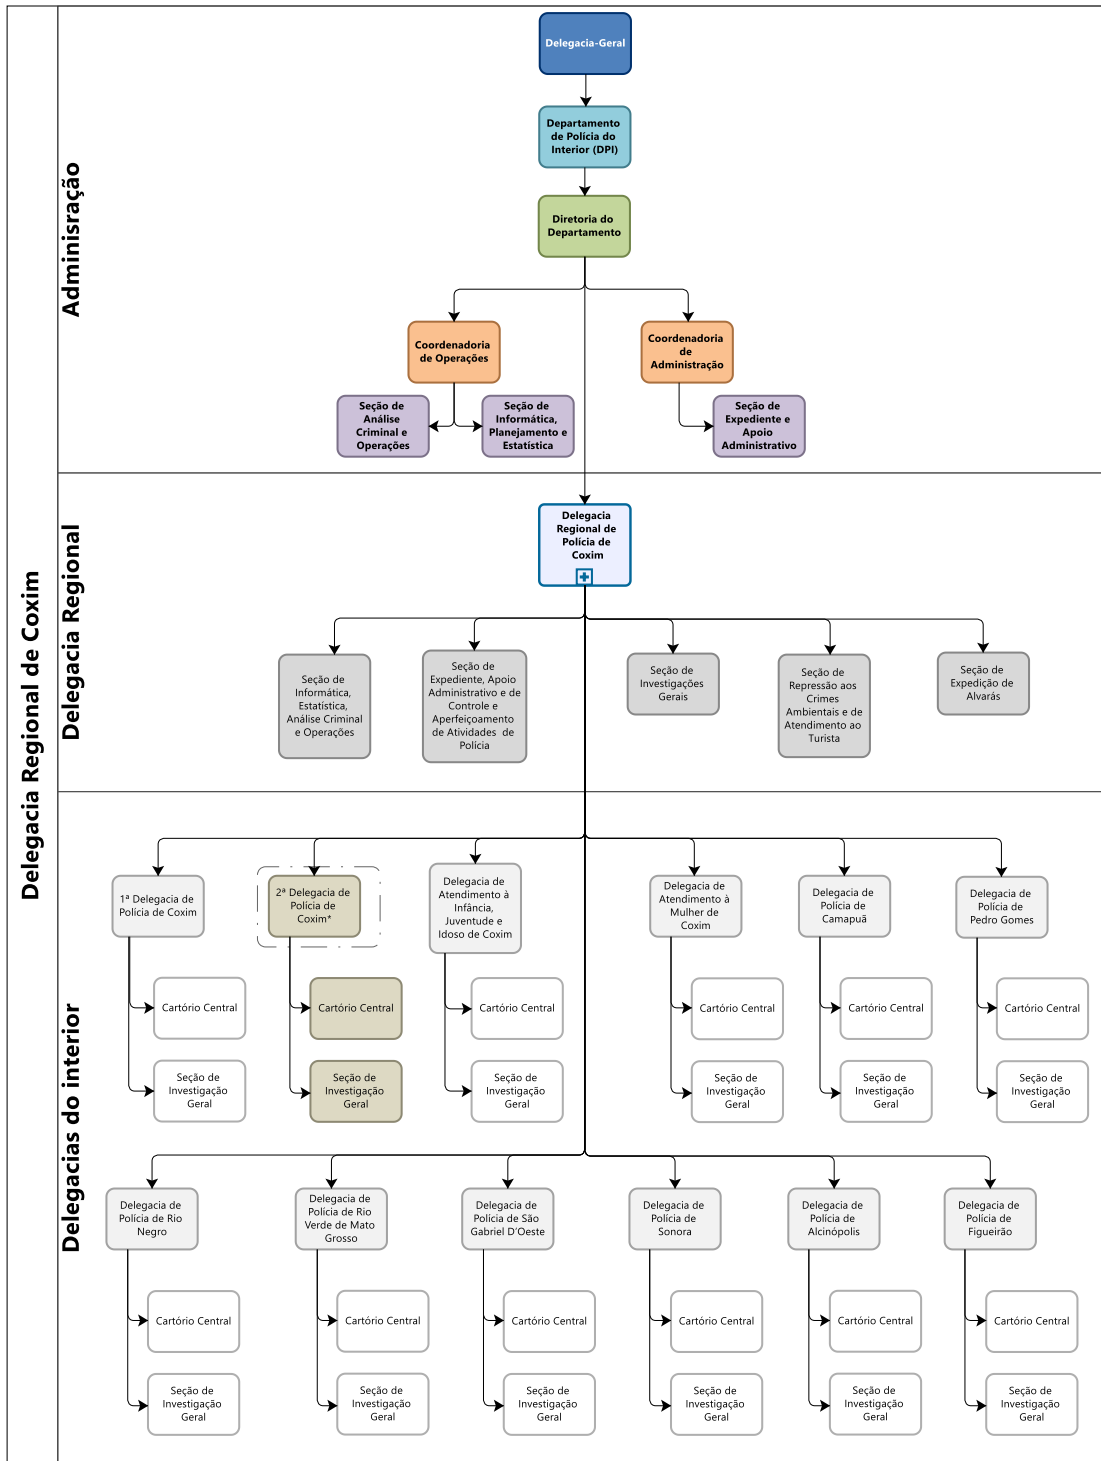 Delegacia Regional de Coxim
Adminisração
Delegacia-Geral
Departamento
de Polícia do
Interior (DPI)
Diretoria do
Departamento
Coordenadoria
de Operações
Coordenadoria
de
Administração
Seção de
Análise
Criminal e
Operações
Seção de
Informática,
Planejamento e
Estatística
Seção de
Expediente e
Apoio
Administrativo
Delegacia Regional
Delegacia
Regional de
Polícia de
Coxim
Seção de
Informática,
Estatística,
Análise Criminal
e Operações
Seção de
Expediente, Apoio
Administrativo e de
Controle e
Aperfeiçoamento
de Atividades de
Polícia
Seção de
Investigações
Gerais
Seção de
Repressão aos
Crimes
Ambientais e de
Atendimento ao
Turista
Seção de
Expedição de
Alvarás
Delegacias do interior
1ª Delegacia de
Polícia de Coxim
2ª Delegacia de
Polícia de
Coxim*
Delegacia de
Atendimento à
Infância,
Juventude e
Idoso de Coxim
Delegacia de
Atendimento à
Mulher de
Coxim
Delegacia de
Polícia de
Camapuã
Delegacia de
Polícia de
Pedro Gomes
Cartório Central
Cartório Central
Cartório Central
Cartório Central
Cartório Central
Cartório Central
Seção de
Investigação
Geral
Seção de
Investigação
Geral
Seção de
Investigação
Geral
Seção de
Investigação
Geral
Seção de
Investigação
Geral
Seção de
Investigação
Geral
Delegacia de
Polícia de Rio
Negro
Delegacia de
Polícia de Rio
Verde de Mato
Grosso
Delegacia de
Polícia de São
Gabriel D’Oeste
Delegacia de
Polícia de
Sonora
Delegacia de
Polícia de
Alcinópolis
Delegacia de
Polícia de
Figueirão
Cartório Central
Cartório Central
Cartório Central
Cartório Central
Cartório Central
Cartório Central
Seção de
Investigação
Geral
Seção de
Investigação
Geral
Seção de
Investigação
Geral
Seção de
Investigação
Geral
Seção de
Investigação
Geral
Seção de
Investigação
Geral